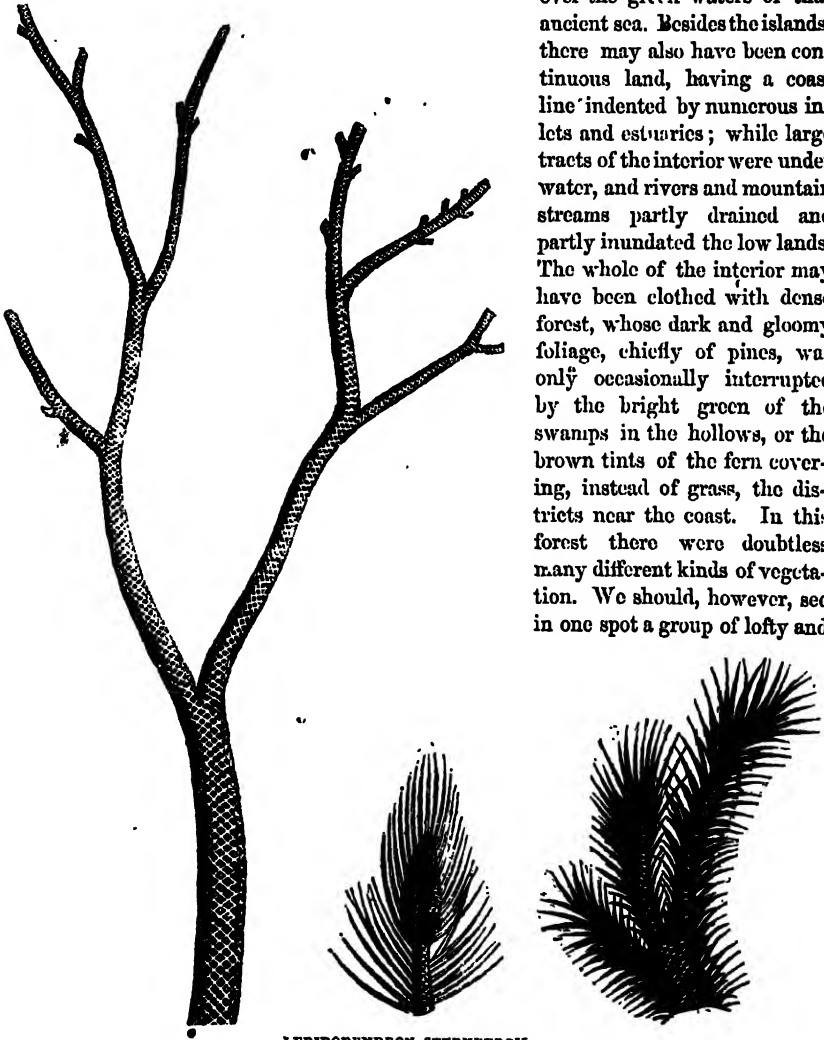 ancient sea. Besides the islands
there may also have been con
tinuous land, having a coas
line indented by numerous in
lets and estuaries; while larg
tracts of the interior were unde
water, and rivers and mountain
streams partly drained an
partly inundated the low lands
The whole of the interior may
have been clothed with dens
forest, whose dark and gloomy
foliage, chiefly of pines, wa
only occasionally interrupte
by the bright green of th
swamps in the hollows, or th
brown tints of the fern cover-
ing, instead of grass, the dis-
tricts near the coast. In this
forest there were doubtless
many different kinds of vegeta-
tion. We should, however, see
in one spot a group of lofty and